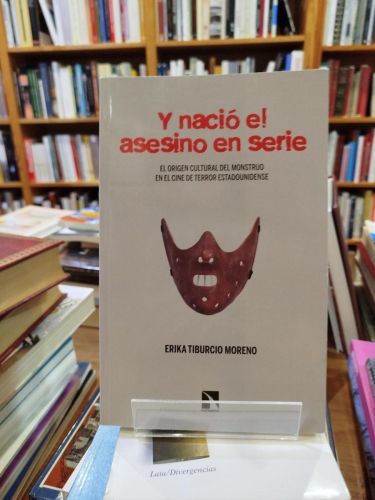 Y nació el
asesino en serie
EL ORIGEN CULTURAL DEL MONSTRUO
EN EL CINE DE TERROR ESTADOUNIDENSE
ERIKA TIBURCIO MORENO
Laia/Divergencias